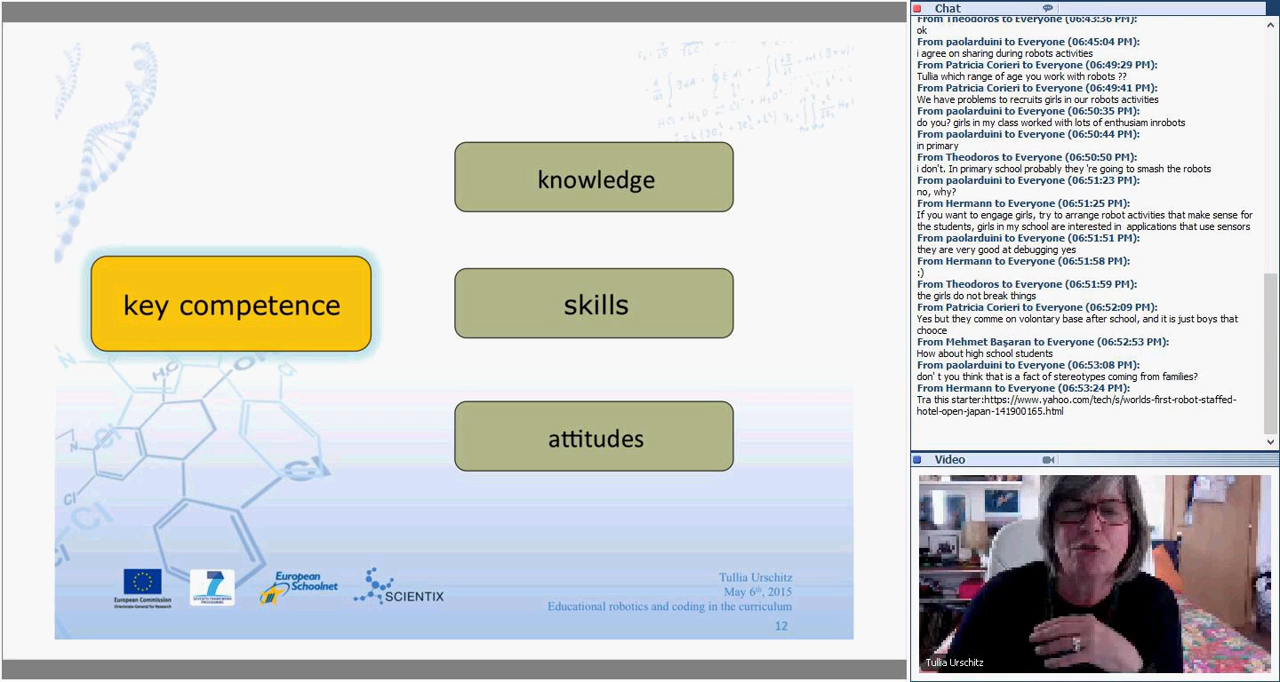 knowledge
key competence
skills
attitudes
European Commission
Directorate-General for Research
7
SEVENTH FRAMEWORK
PROGRAMME
European
Schoolnet
SCIENTIX
Tullia Urschitz
May 6th, 2015
Educational robotics and coding in the curriculum
12
Chat
From Theodoros to Everyone (06:43:36 PM):
ok
From paolarduini to Everyone (06:45:04 PM):
i agree on sharing during robots activities
From Patricia Corieri to Everyone (06:49:29 PM):
Tullia which range of age you work with robots ??
From Patricia Corieri to Everyone (06:49:41 PM):
We have problems to recruits girls in our robots activities
From paolarduini to Everyone (06:50:35 PM):
do you? girls in my class worked with lots of enthusiam inrobots
From paolarduini to Everyone (06:50:44 PM):
in primary
From Theodoros to Everyone (06:50:50 PM):
i don't. In primary school probably they 're going to smash the robots
From paolarduini to Everyone (06:51:23 PM):
no, why?
From Hermann to Everyone (06:51:25 PM):
If you want to engage girls, try to arrange robot activities that make sense for
the students, girls in my school are interested in applications that use sensors
From paolarduini to Everyone (06:51:51 PM):
they are very good at debugging yes
From Hermann to Everyone (06:51:58 PM):
:)
From Theodoros to Everyone (06:51:59 PM):
the girls do not break things
From Patricia Corieri to Everyone (06:52:09 PM):
Yes but they comme on volontary base after school, and it is just boys that
chooce
From Mehmet Başaran to Everyone (06:52:53 PM):
How about high school students
From paolarduini to Everyone (06:53:08 PM):
don' t you think that is a fact of stereotypes coming from families?
From Hermann to Everyone (06:53:24 PM):
Tra this starter:https://www.yahoo.com/tech/s/worlds-first-robot-staffed-
hotel-open-japan-141900165.html
Video
Tullia Urschitz